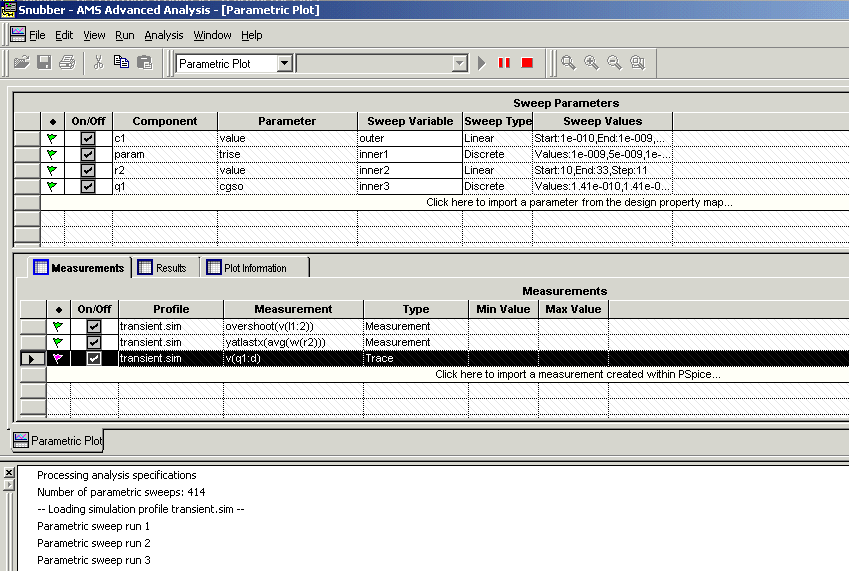 Snubber - AMS Advanced Analysis - [Parametric Plot]
File Edit View Run Analysis Window Help
Parametric Plot
Sweep Parameters
On/Off Component Parameter Sweep Variable Sweep Type Sweep Values
c1 value outer Linear Start:1e-010,End:1e-009,...
param trise inner1 Discrete Values:1e-009,5e-009,1e-...
r2 value inner2 Linear Start:10,End:33,Step:11
q1 cgso inner3 Discrete Values:1.41e-010,1.41e-0...
Click here to import a parameter from the design property map...
Measurements Results Plot Information
Measurements
On/Off Profile Measurement Type Min Value Max Value
transient.sim overshoot(v(l1:2)) Measurement
transient.sim yatlastx(avg(w(r2))) Measurement
transient.sim v(q1:d) Trace
Click here to import a measurement created within PSpice...
Parametric Plot
Processing analysis specifications
Number of parametric sweeps: 414
-- Loading simulation profile transient.sim --
Parametric sweep run 1
Parametric sweep run 2
Parametric sweep run 3